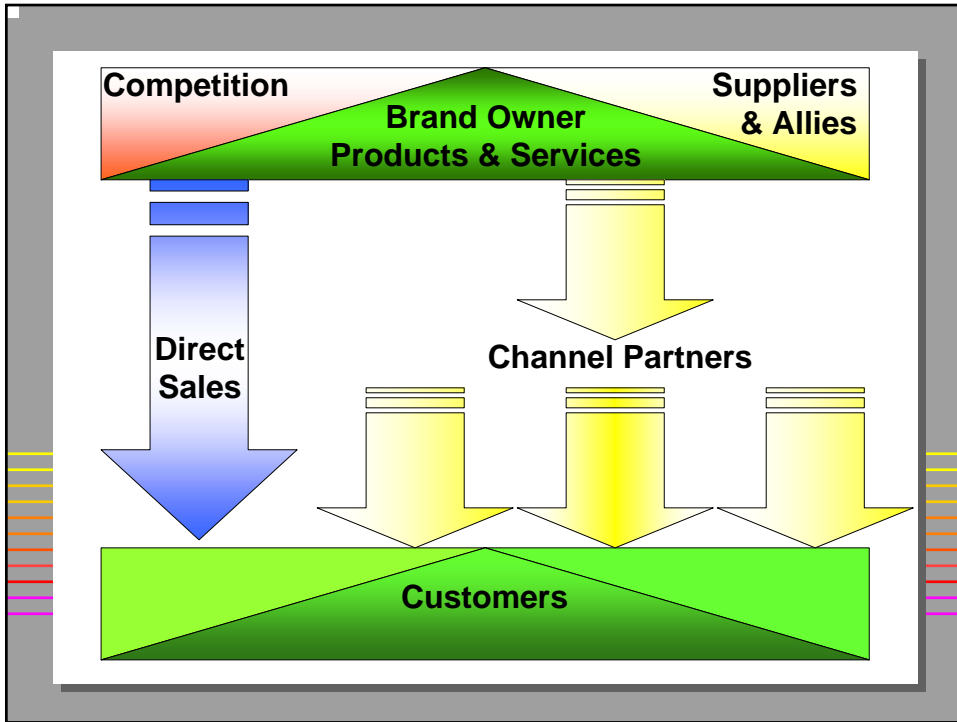 Competition
Suppliers
& Allies
Brand Owner
Products & Services
Direct
Sales
Channel Partners
Customers